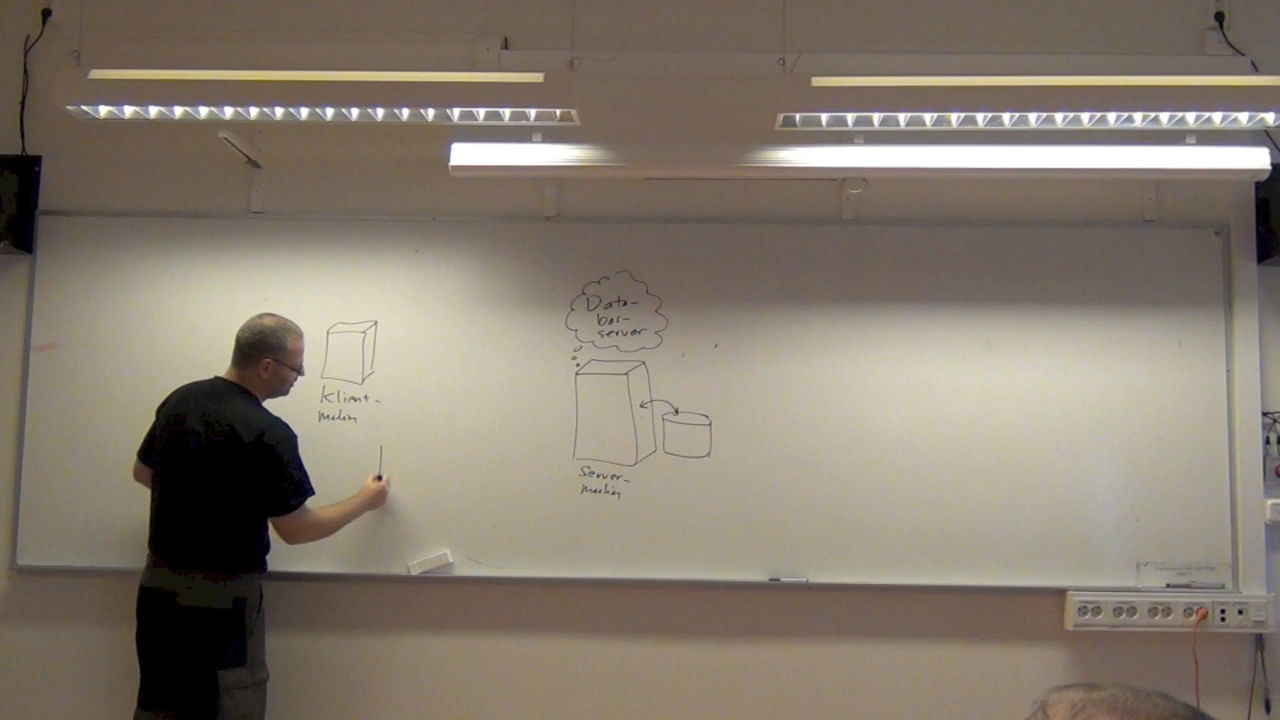 Data-
bas-
server
Klient-
maskin
Server-
maskin